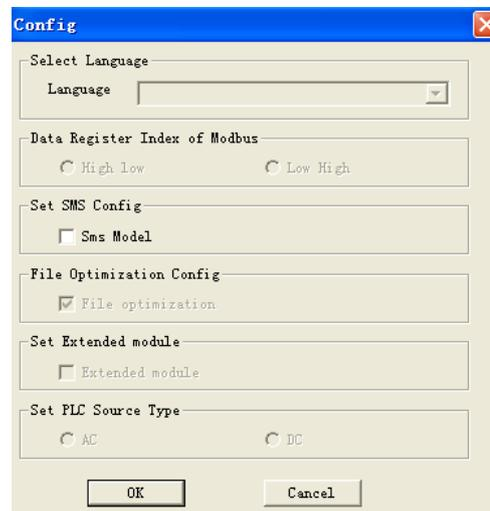 Config
Select Language
Language
Data Register Index of Modbus
High low Low High
Set SMS Config
Sms Model
File Optimization Config
File optimization
Set Extended module
Extended module
Set PLC Source Type
AC DC
OK Cancel